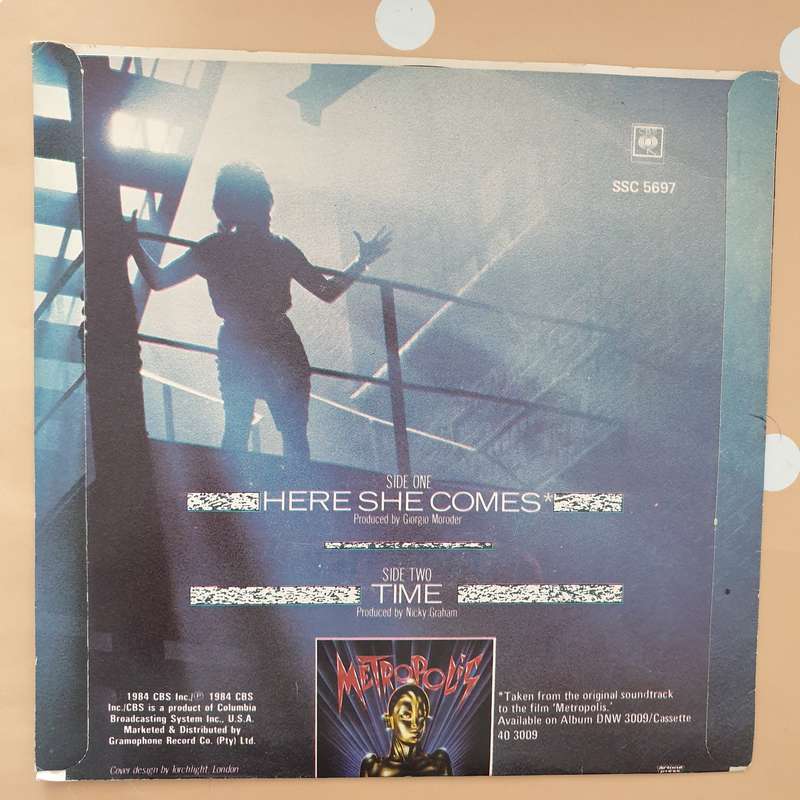 CBS
SSC 5697
SIDE ONE
HERE SHE COMES*
Produced by Giorgio Moroder
SIDE TWO
TIME
Produced by Nicky Graham
METROPOLIS
1984 CBS Inc./℗ 1984 CBS
Inc./CBS is a product of Columbia
Broadcasting System Inc., U.S.A.
Marketed & Distributed by
Gramophone Record Co. (Pty) Ltd.
*Taken from the original soundtrack
to the film 'Metropolis.'
Available on Album DNW 3009/Cassette
40 3009
Cover design by Torchlight, London